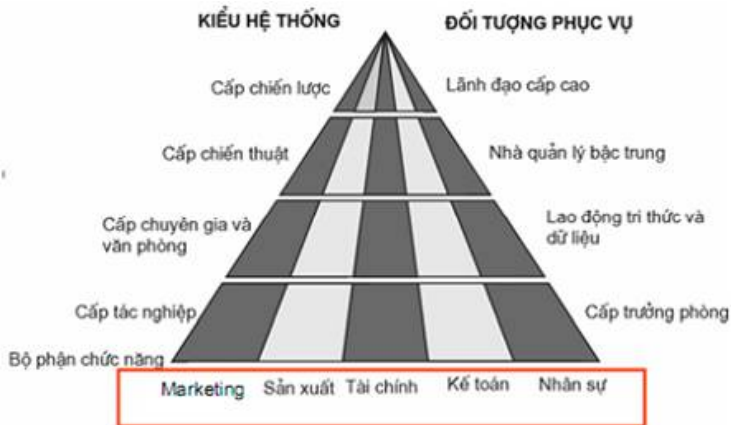 KIỂU HỆ THỐNG
ĐỐI TƯỢNG PHỤC VỤ
Cấp chiến lược
Lãnh đạo cấp cao
Cấp chiến thuật
Nhà quản lý bậc trung
Cấp chuyên gia và
văn phòng
Lao động tri thức và
dữ liệu
Cấp tác nghiệp
Cấp trưởng phòng
Bộ phận chức năng
Marketing Sản xuất Tài chính Kế toán Nhân sự